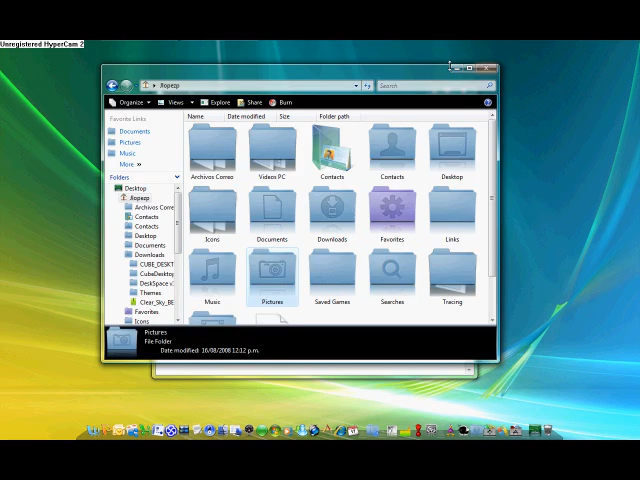 Unregistered HyperCam 2
Jlopezp
Search
Organize Views Explore Share Burn
Favorite Links
Documents
Pictures
Music
More »
Folders
Desktop
Jlopezp
Archivos Correo
Contacts
Contacts
Desktop
Documents
Downloads
CUBE_DESKT
CubeDesktop
DeskSpace v.
Themes
Clear_Sky_BE
Favorites
Icons
Name Date modified Size Folder path
Archivos Correo Videos PC Contacts Contacts Desktop
Icons Documents Downloads Favorites Links
Music Pictures Saved Games Searches Tracing
Pictures
File Folder
Date modified: 16/08/2008 12:12 p.m.